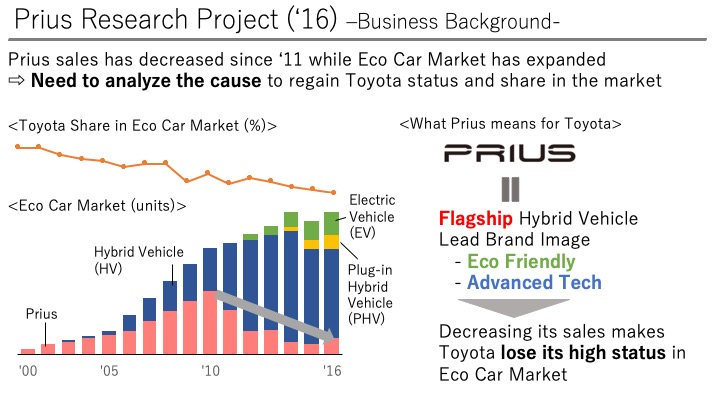 Prius Research Project (‘16) –Business Background-
Prius sales has decreased since ‘11 while Eco Car Market has expanded
⇨ Need to analyze the cause to regain Toyota status and share in the market
<Toyota Share in Eco Car Market (%)>
<Eco Car Market (units)>
Electric
Vehicle
(EV)
Hybrid Vehicle
(HV)
Plug-in
Hybrid
Vehicle
(PHV)
Prius
'00
'05
'10
'16
<What Prius means for Toyota>
PRIUS
Flagship Hybrid Vehicle
Lead Brand Image
- Eco Friendly
- Advanced Tech
Decreasing its sales makes
Toyota lose its high status in
Eco Car Market